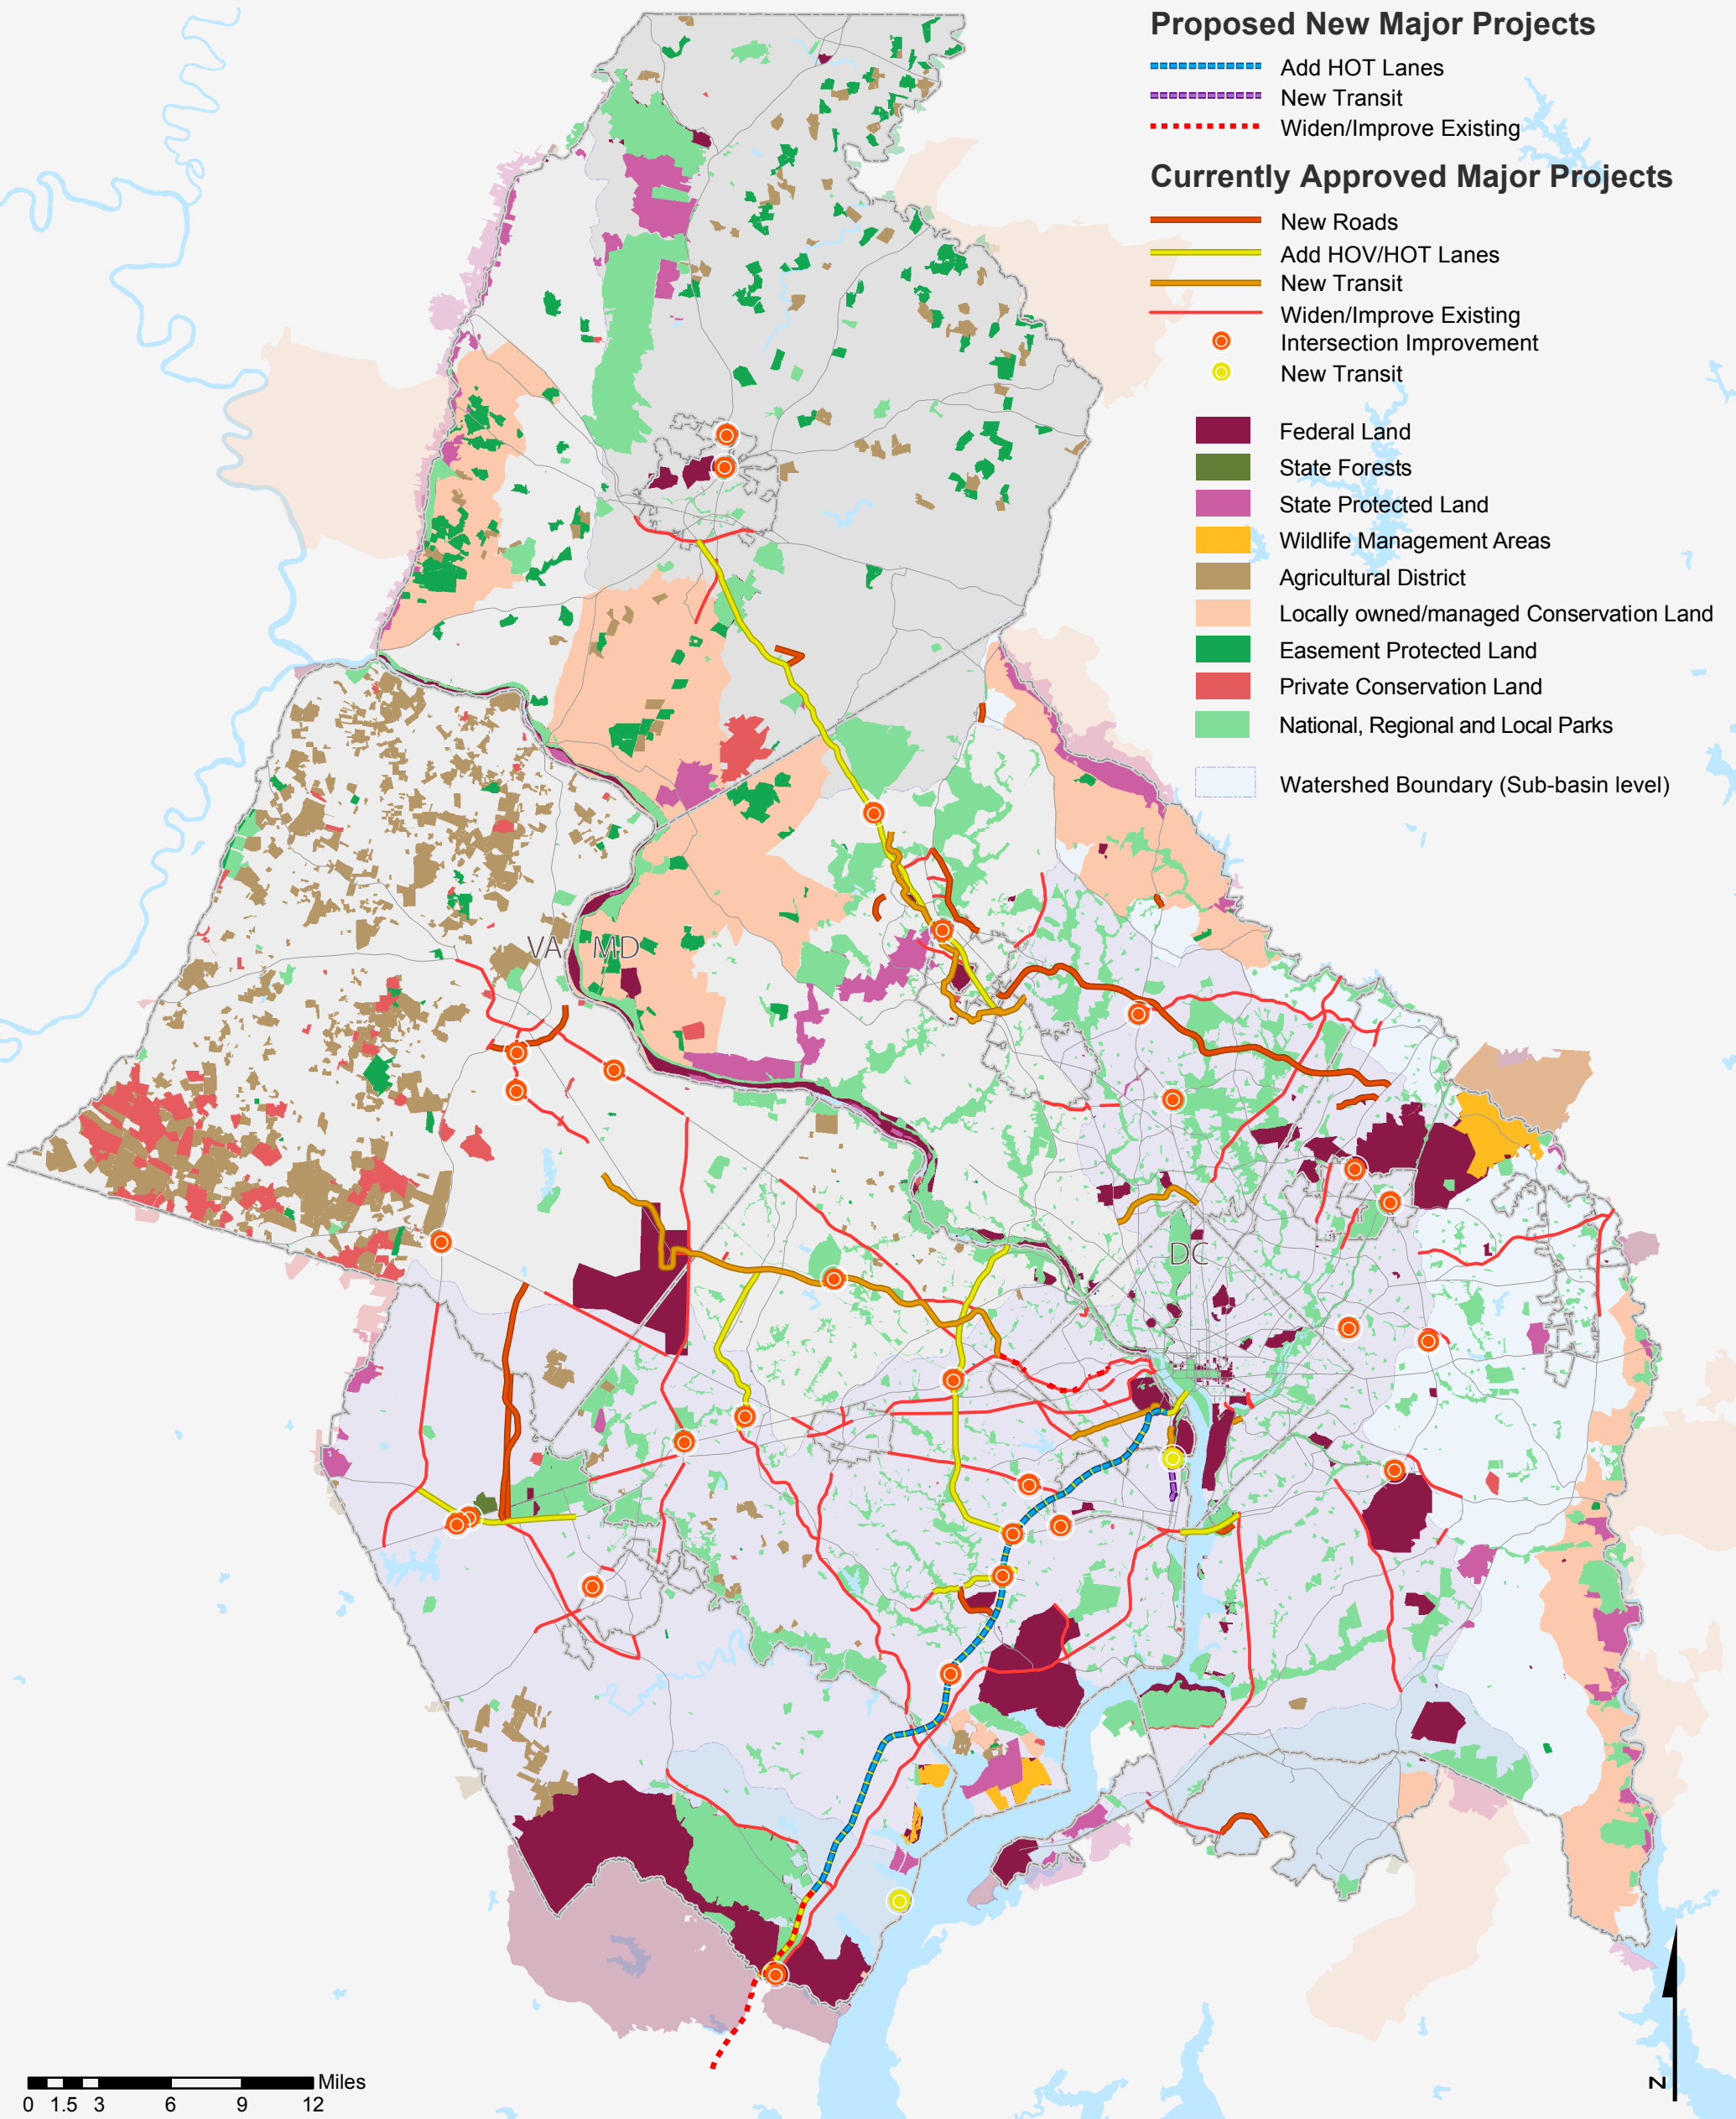 Proposed New Major Projects
Add HOT Lanes
New Transit
Widen/Improve Existing
Currently Approved Major Projects
New Roads
Add HOV/HOT Lanes
New Transit
Widen/Improve Existing
Intersection Improvement
New Transit
Federal Land
State Forests
State Protected Land
Wildlife Management Areas
Agricultural District
Locally owned/managed Conservation Land
Easement Protected Land
Private Conservation Land
National, Regional and Local Parks
Watershed Boundary (Sub-basin level)
VA MD
DC
Miles
0 1.5 3 6 9 12
N